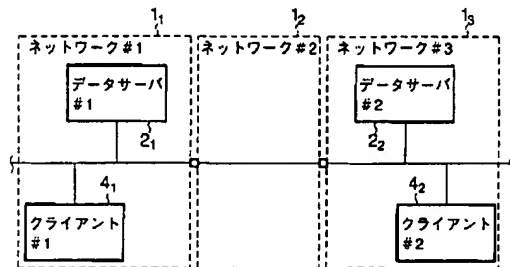 1₁
1₂
1₃
ネットワーク#1
ネットワーク#2
ネットワーク#3
データサーバ
#1
2₁
データサーバ
#2
2₂
4₁
クライアント
#1
4₂
クライアント
#2